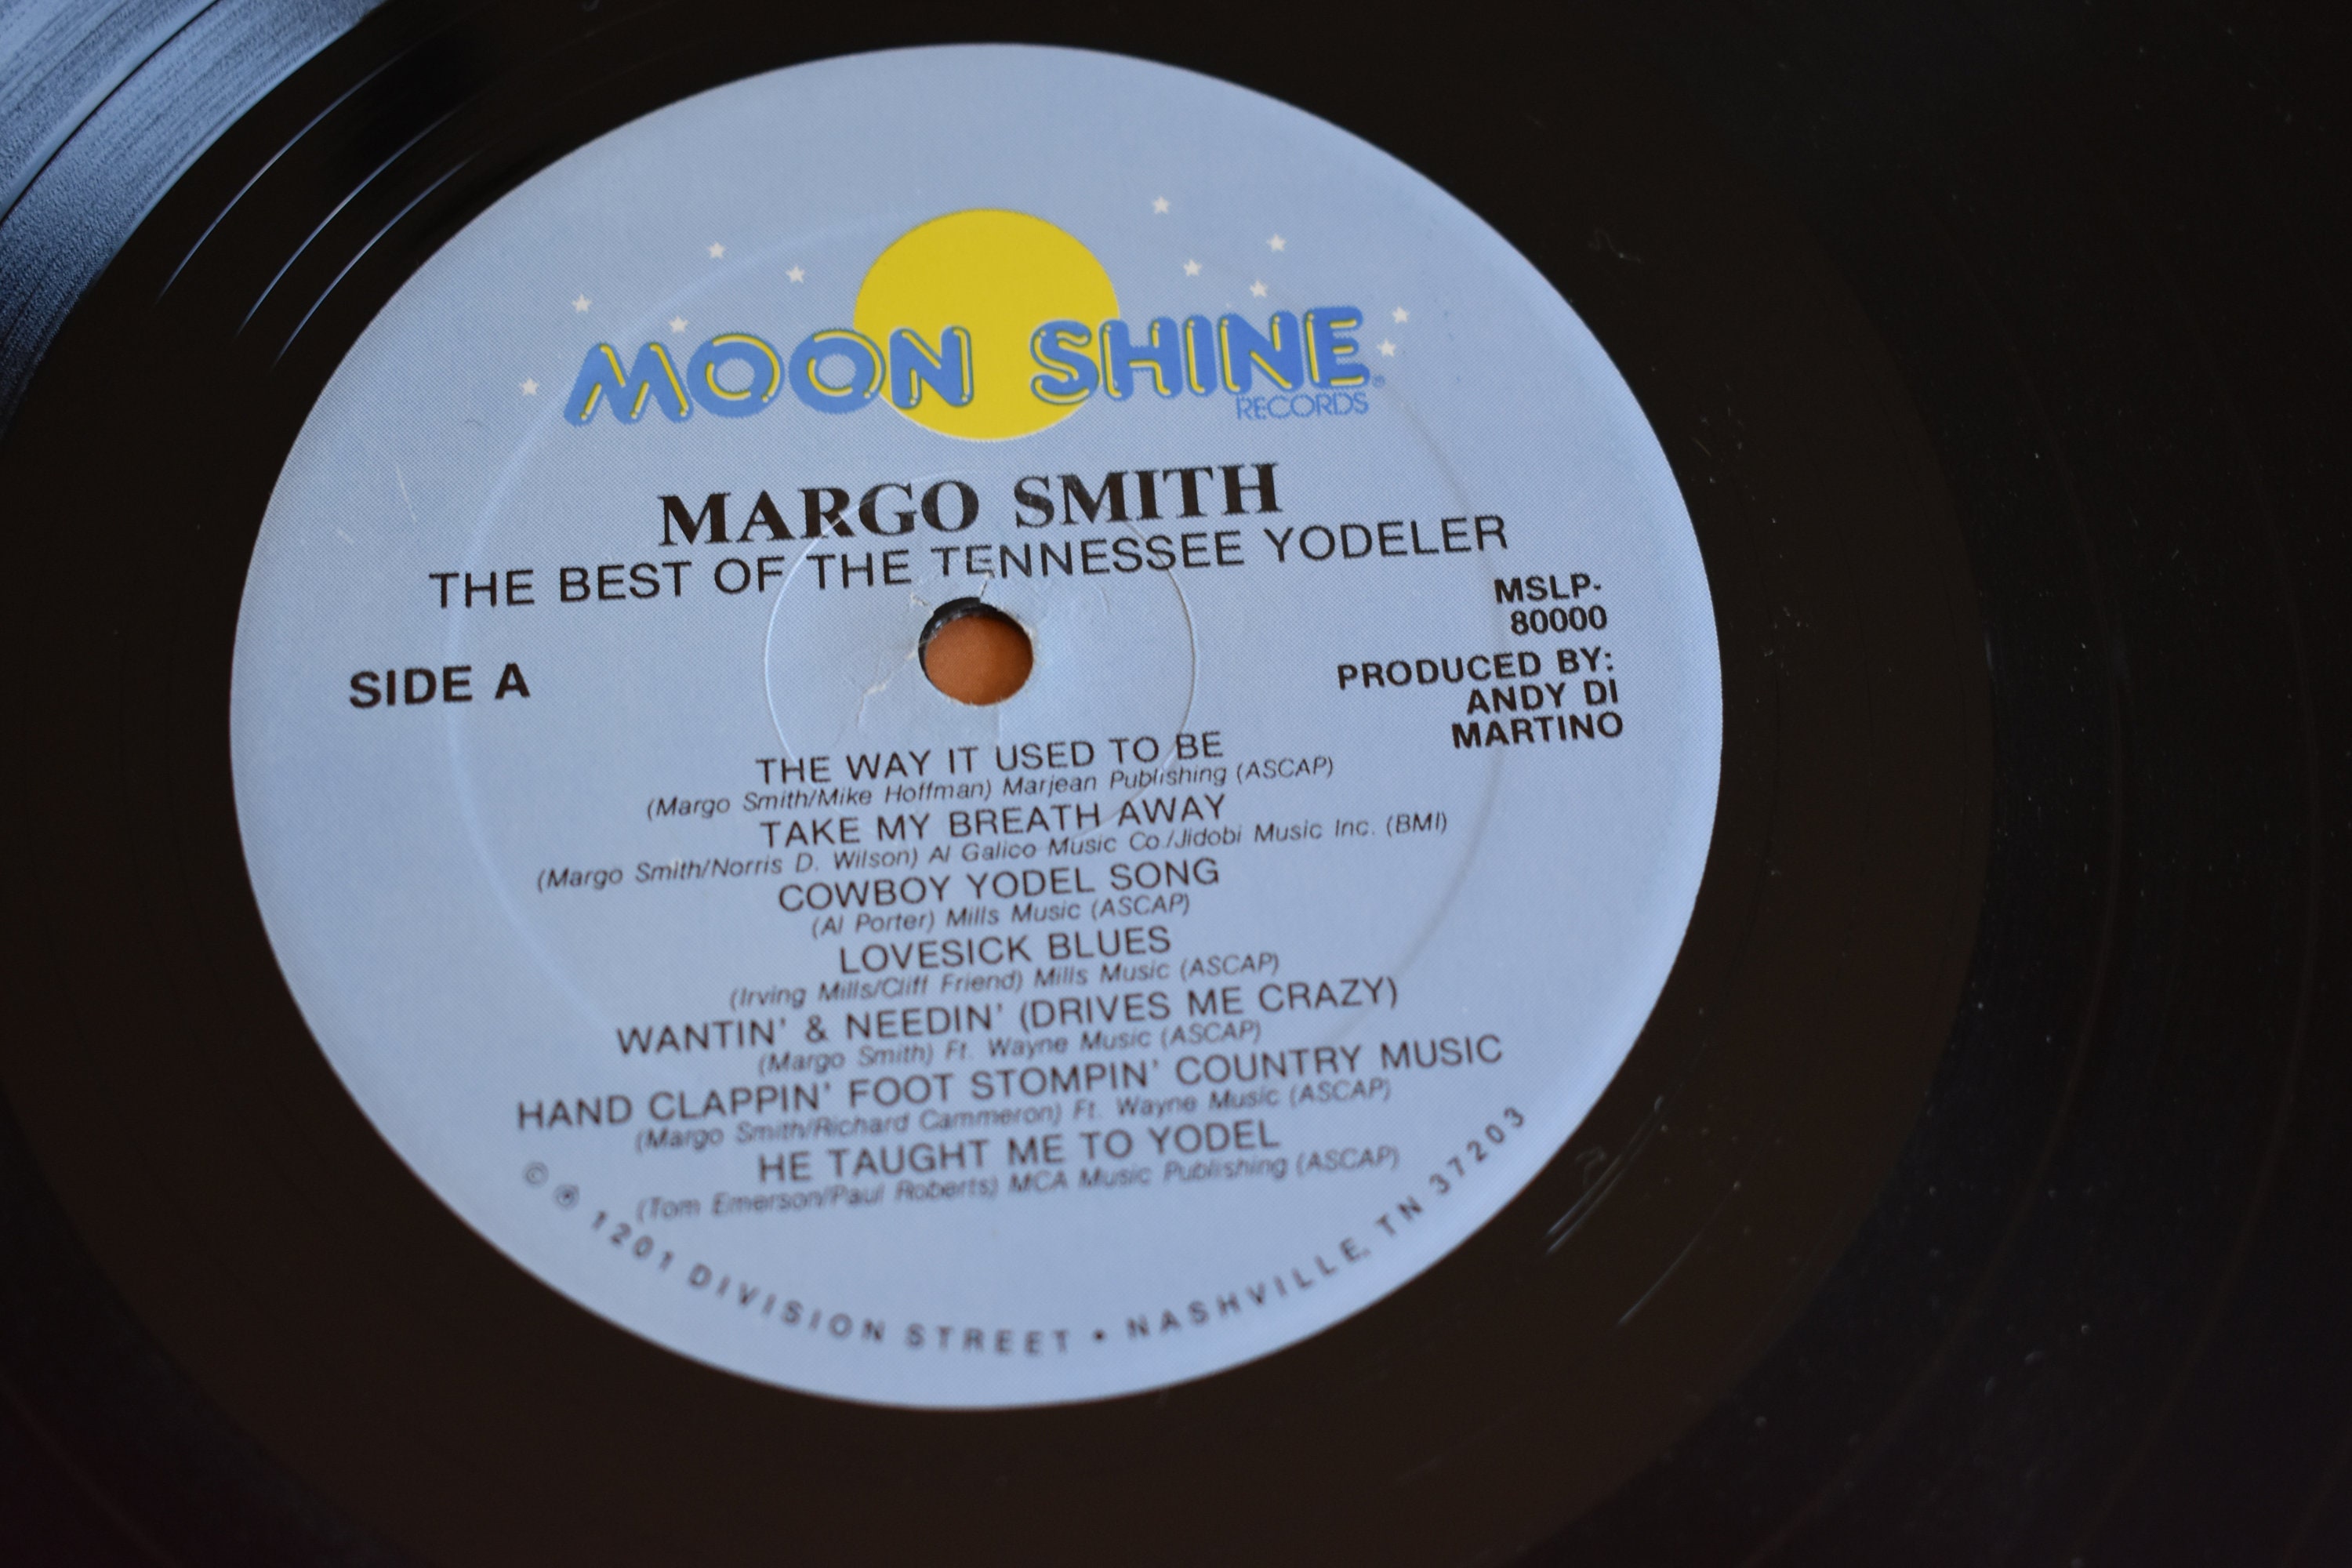 MOON SHINE®
RECORDS
MARGO SMITH
THE BEST OF THE TENNESSEE YODELER
MSLP-
80000
SIDE A
PRODUCED BY:
ANDY DI
MARTINO
THE WAY IT USED TO BE
(Margo Smith/Mike Hoffman) Marjean Publishing (ASCAP)
TAKE MY BREATH AWAY
(Margo Smith/Norris D. Wilson) Al Galico Music Co./Jidobi Music Inc. (BMI)
COWBOY YODEL SONG
(Al Porter) Mills Music (ASCAP)
LOVESICK BLUES
(Irving Mills/Cliff Friend) Mills Music (ASCAP)
WANTIN' & NEEDIN' (DRIVES ME CRAZY)
(Margo Smith) Ft. Wayne Music (ASCAP)
HAND CLAPPIN' FOOT STOMPIN' COUNTRY MUSIC
(Margo Smith/Richard Cammeron) Ft. Wayne Music (ASCAP)
HE TAUGHT ME TO YODEL
(Tom Emerson/Paul Roberts) MCA Music Publishing (ASCAP)
© ℗ 1201 DIVISION STREET • NASHVILLE, TN 37203